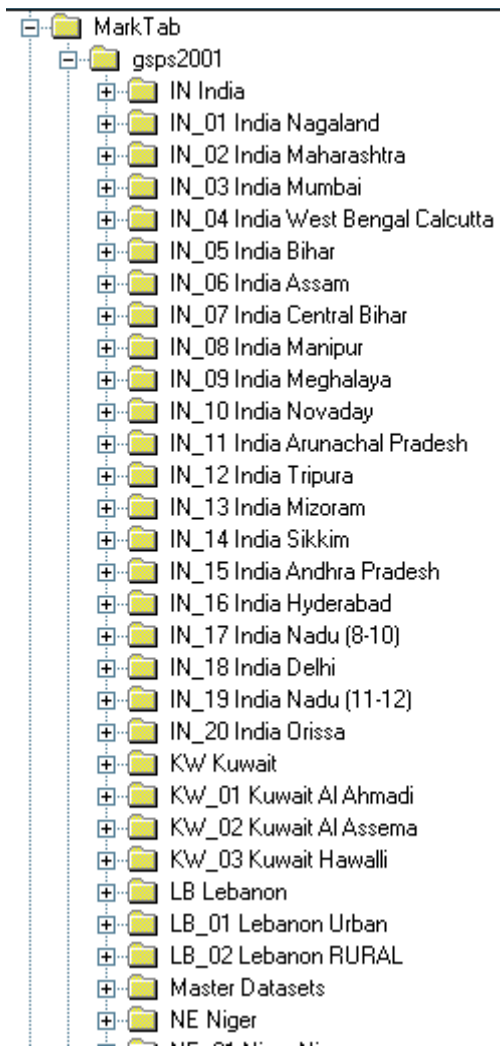 MarkTab
gsps2001
IN India
IN_01 India Nagaland
IN_02 India Maharashtra
IN_03 India Mumbai
IN_04 India West Bengal Calcutta
IN_05 India Bihar
IN_06 India Assam
IN_07 India Central Bihar
IN_08 India Manipur
IN_09 India Meghalaya
IN_10 India Novaday
IN_11 India Arunachal Pradesh
IN_12 India Tripura
IN_13 India Mizoram
IN_14 India Sikkim
IN_15 India Andhra Pradesh
IN_16 India Hyderabad
IN_17 India Nadu (8-10)
IN_18 India Delhi
IN_19 India Nadu (11-12)
IN_20 India Orissa
KW Kuwait
KW_01 Kuwait Al Ahmadi
KW_02 Kuwait Al Assema
KW_03 Kuwait Hawalli
LB Lebanon
LB_01 Lebanon Urban
LB_02 Lebanon RURAL
Master Datasets
NE Niger